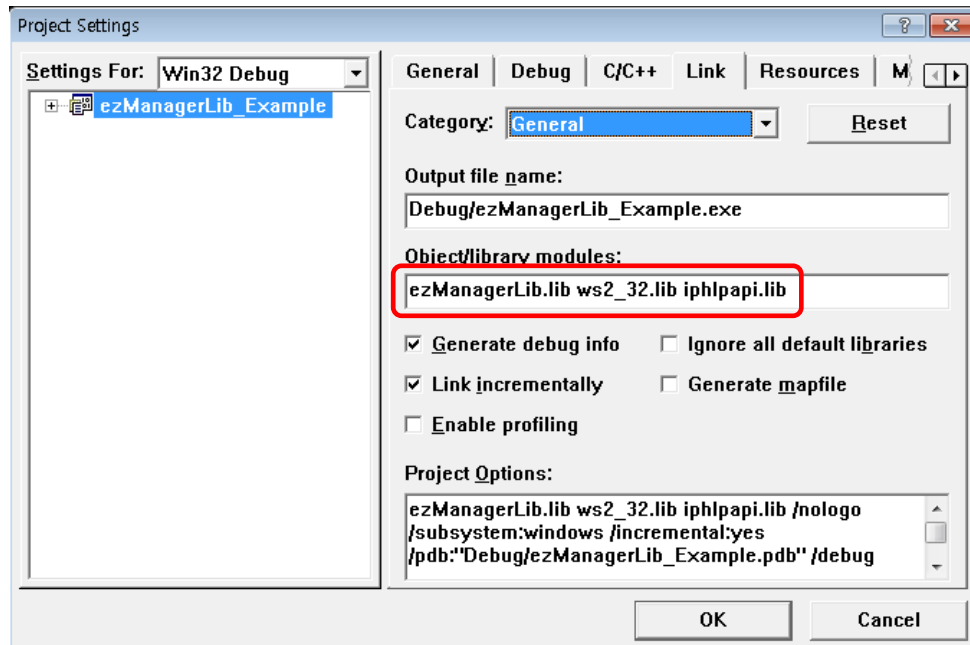 Project Settings
Settings For: Win32 Debug
ezManagerLib_Example
General Debug C/C++ Link Resources M
Category: General Reset
Output file name:
Debug/ezManagerLib_Example.exe
Object/library modules:
ezManagerLib.lib ws2_32.lib iphlpapi.lib
Generate debug info Ignore all default libraries
Link incrementally Generate mapfile
Enable profiling
Project Options:
ezManagerLib.lib ws2_32.lib iphlpapi.lib /nologo
/subsystem:windows /incremental:yes
/pdb:"Debug/ezManagerLib_Example.pdb" /debug
OK Cancel